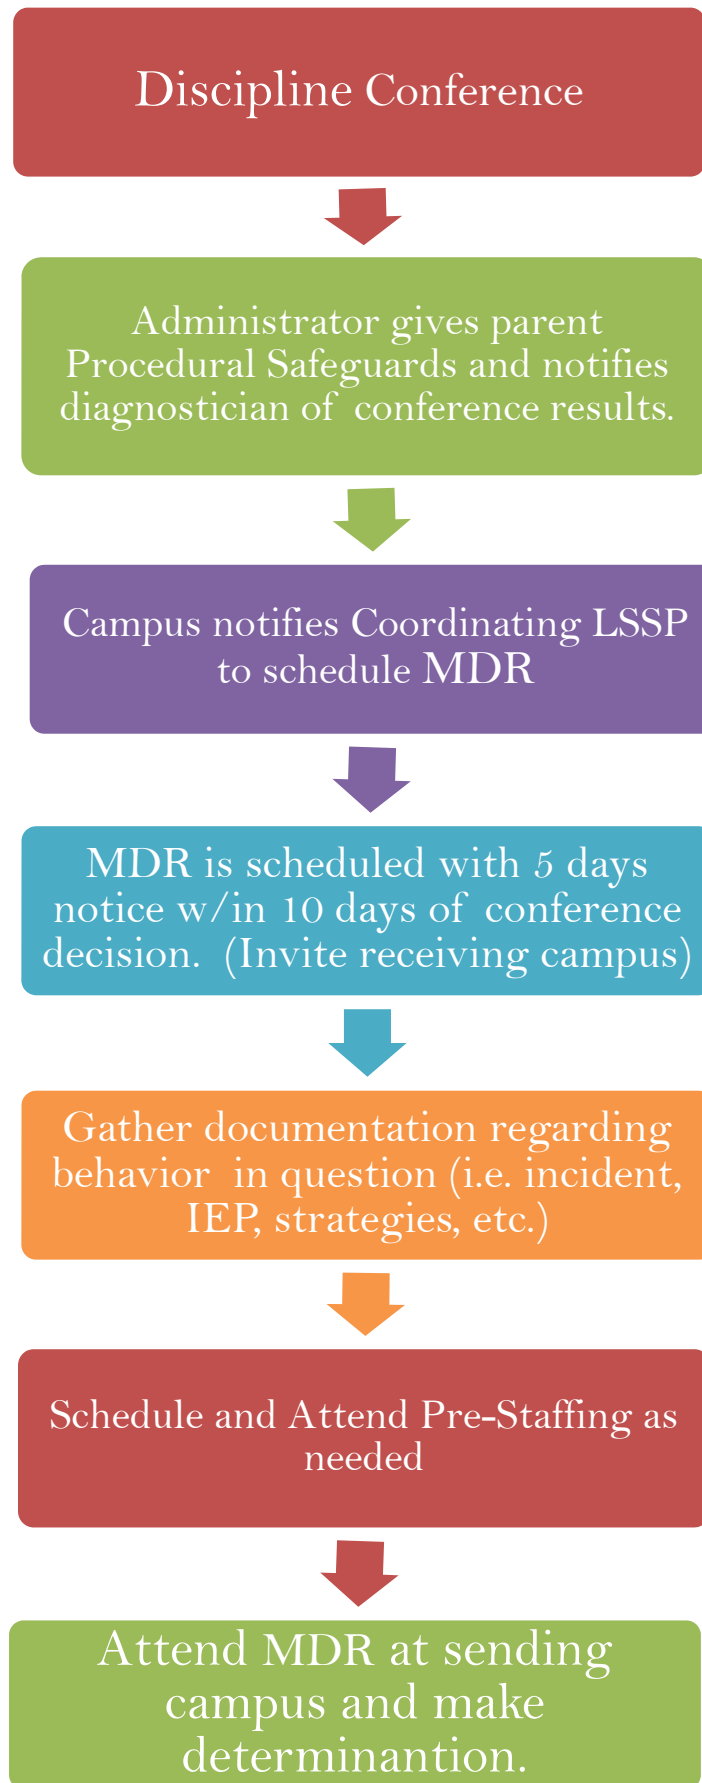 Discipline Conference
Administrator gives parent
Procedural Safeguards and notifies
diagnostician of conference results.
Campus notifies Coordinating LSSP
to schedule MDR
MDR is scheduled with 5 days
notice w/in 10 days of conference
decision. (Invite receiving campus)
Gather documentation regarding
behavior in question (i.e. incident,
IEP, strategies, etc.)
Schedule and Attend Pre-Staffing as
needed
Attend MDR at sending
campus and make
determinantion.